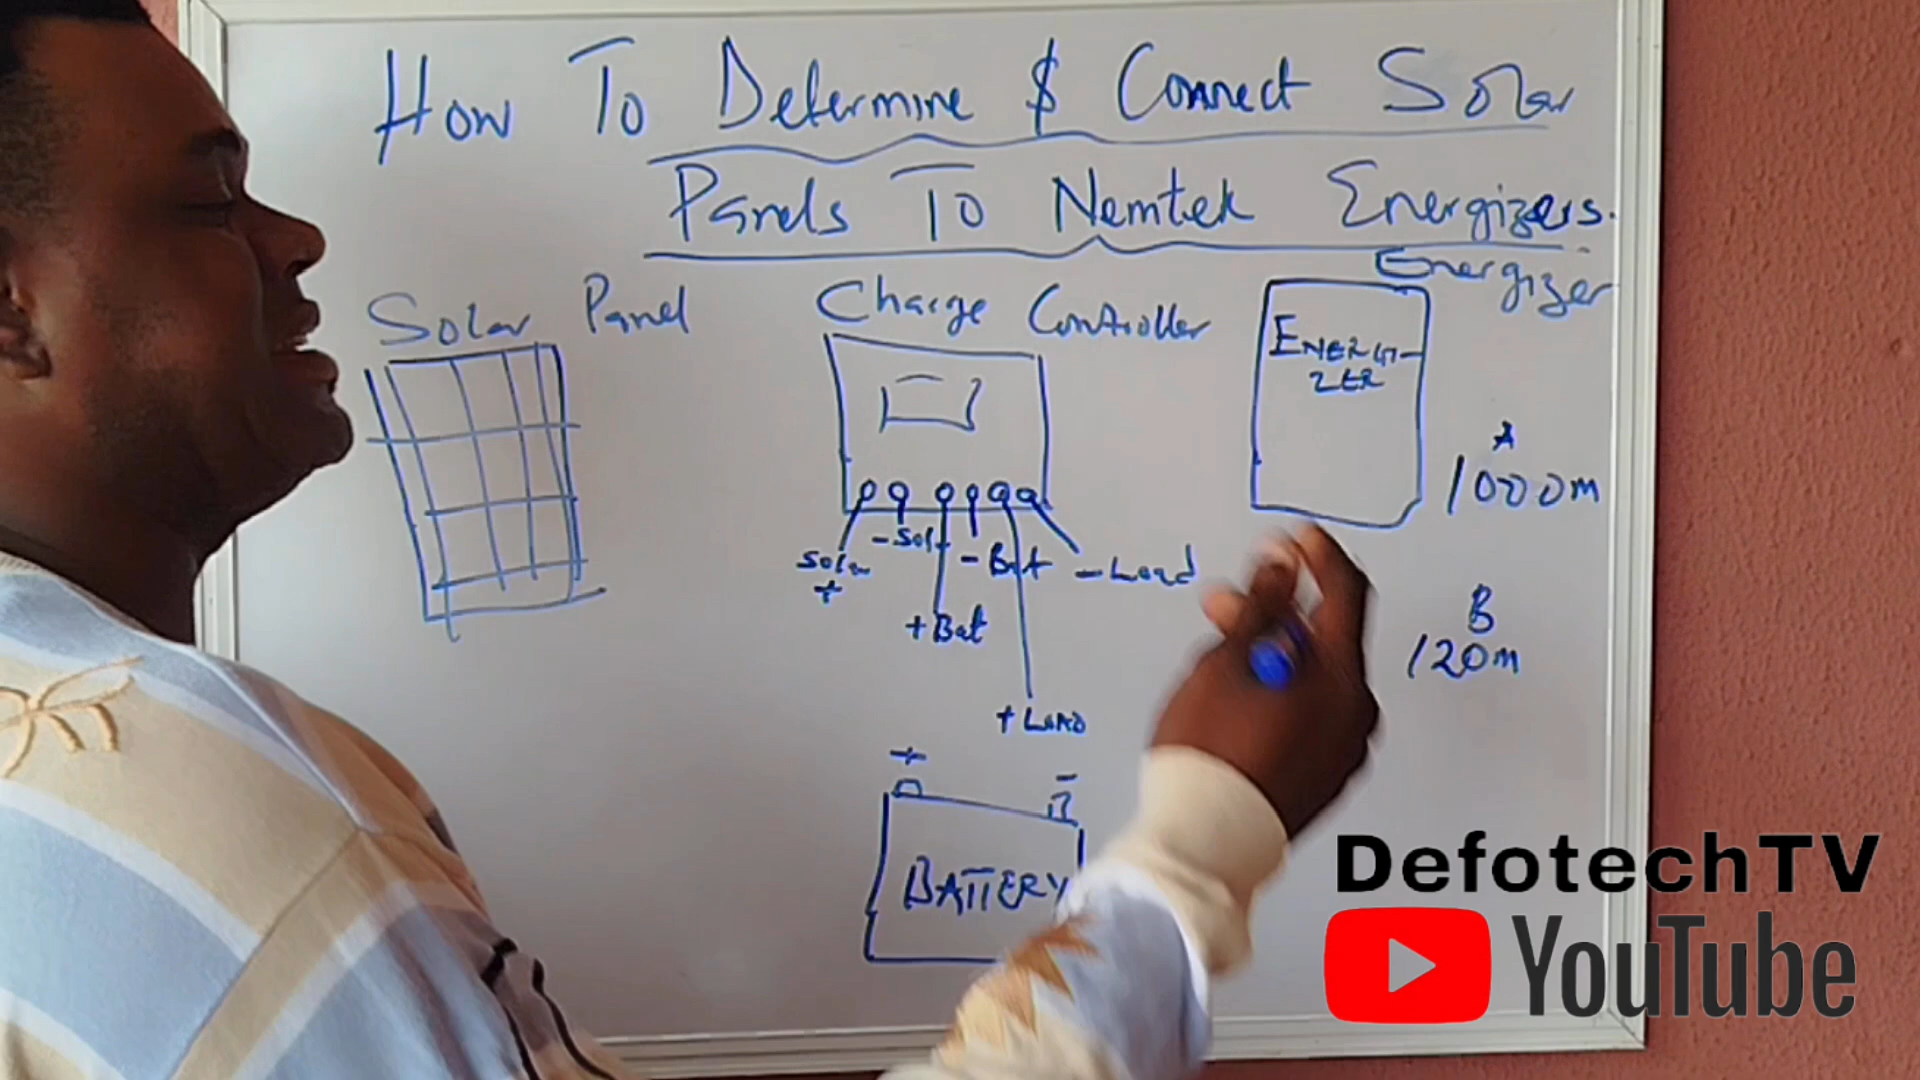 How To Determine $ Connect Solar
Panels To Nemtek Energizers.
Energizer
Solar Panel
Charge Controller
ENERGI-
ZER
A
1000m
Solar
+
- Sol
+ Bat
- Bat
+ LOAD
- Load
B
120m
+
-
BATTERY
DefotechTV
YouTube